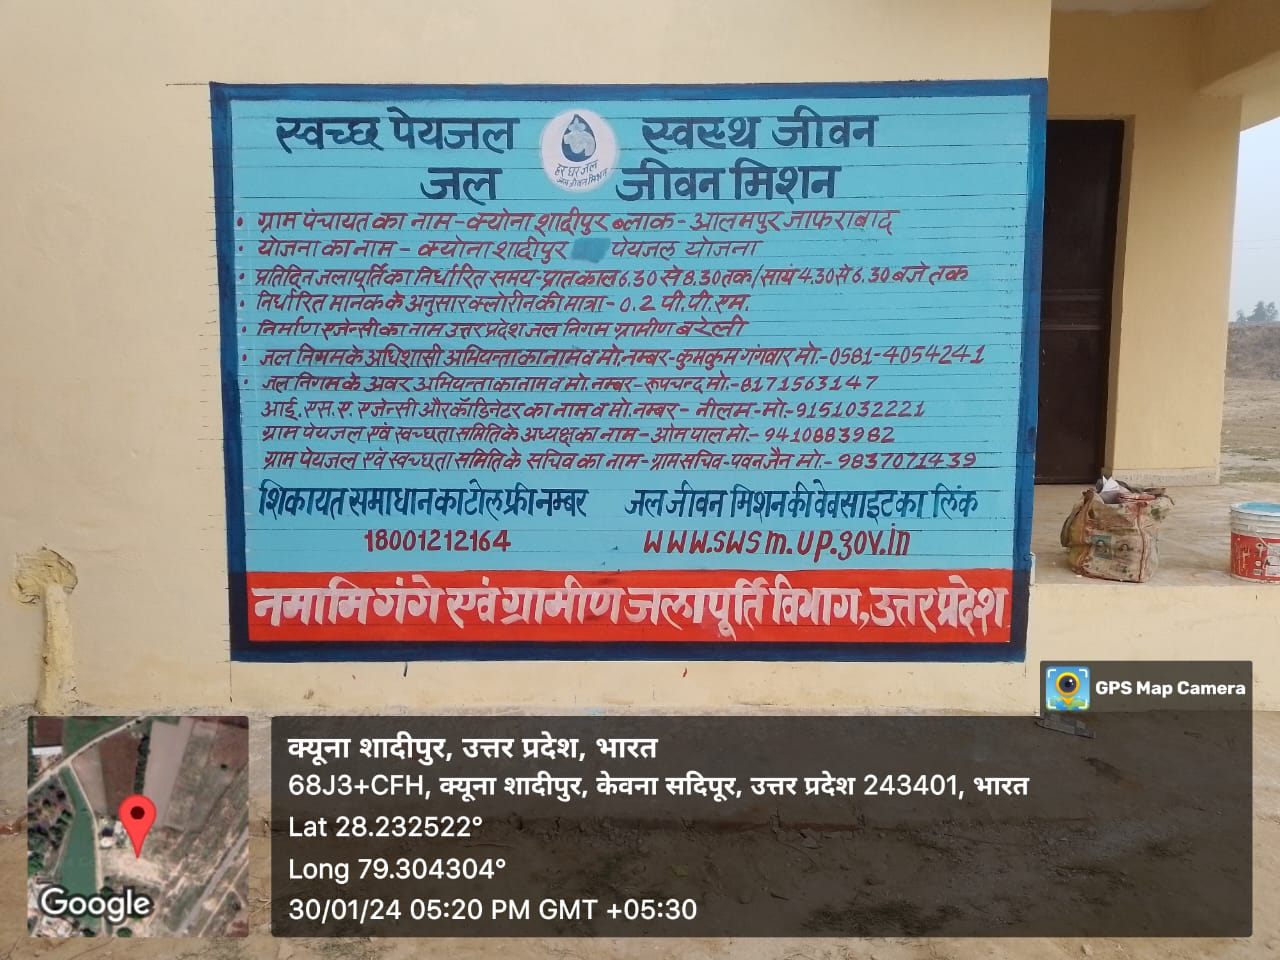 स्वच्छ पेयजल स्वस्थ जीवन
हर घर जल
जल जीवन मिशन
जल जीवन मिशन
• ग्राम पंचायत का नाम - क्योना शादीपुर ब्लाक - आलमपुर जाफराबाद
• योजना का नाम - क्योना शादीपुर पेयजल योजना
• प्रतिदिन जलापूर्ति का निर्धारित समय - प्रातः काल 6.30 से 8.30 तक/सायं 4.30 से 6.30 बजे तक
• निर्धारित मानक के अनुसार क्लोरीन की मात्रा - 0.2 पी.पी.एम.
• निर्माण एजेन्सी का नाम उत्तर प्रदेश जल निगम ग्रामीण बरेली
• जल निगम के अधिशासी अभियन्ता का नाम व मो. नम्बर - कुमकुम गंगवार मो.-0581-4054241
• जल निगम के अवर अभियन्ता का नाम व मो. नम्बर - रूपचन्द मो.-8171563147
आई.एस.ए. एजेन्सी और कॉडिनेटर का नाम व मो. नम्बर - नीलम - मो.-9151032221
ग्राम पेयजल एवं स्वच्छता समिति के अध्यक्ष का नाम - ओमपाल मो.-9410883982
ग्राम पेयजल एवं स्वच्छता समिति के सचिव का नाम - ग्राम सचिव - पवन जैन मो.-9837071439
शिकायत समाधान का टोल फ्री नम्बर जल जीवन मिशन की वेबसाइट का लिंक
18001212164 www.swsm.up.gov.in
नमामि गंगे एवं ग्रामीण जलापूर्ति विभाग, उत्तर प्रदेश
GPS Map Camera
क्यूना शादीपुर, उत्तर प्रदेश, भारत
68J3+CFH, क्यूना शादीपुर, केवना सदिपूर, उत्तर प्रदेश 243401, भारत
Lat 28.232522°
Long 79.304304°
30/01/24 05:20 PM GMT +05:30
Google